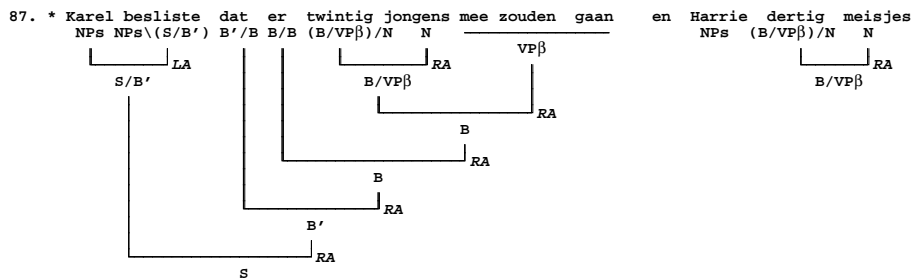 87. * Karel besliste dat er twintig jongens mee zouden gaan en Harrie dertig meisjes
NPs NPs\(S/B') B'/B B/B (B/VPβ)/N N VPβ NPs (B/VPβ)/N N
LA RA RA
S/B' B/VPβ B/VPβ
RA
B
RA
B
RA
B'
RA
S